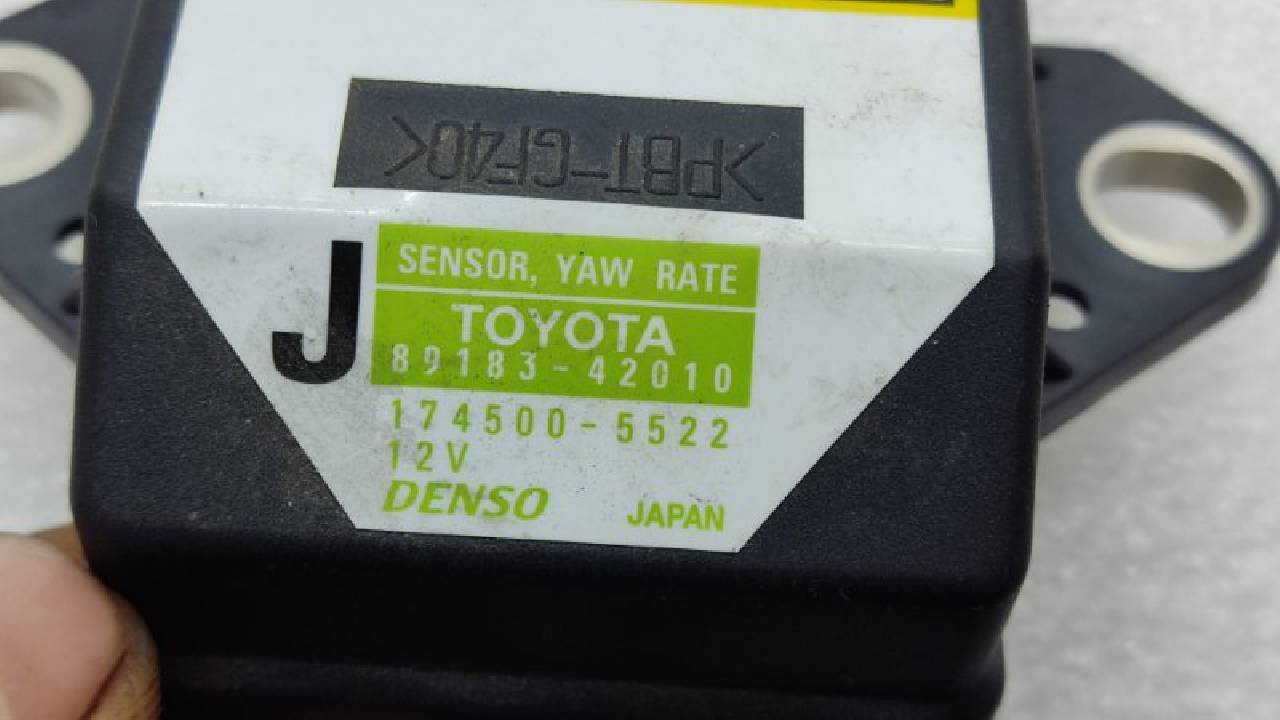 >PBT-GF40<
J
SENSOR, YAW RATE
TOYOTA
89183-42010
174500-5522
12V
DENSO JAPAN